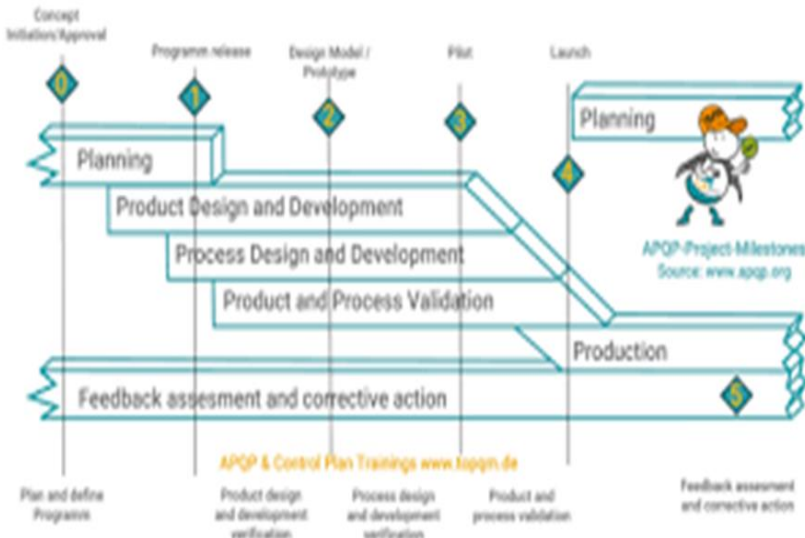 Concept
Initiation/Approval
Programm release
Design Model /
Prototype
Pilot
Launch
0
1
2
3
4
Planning
Planning
Product Design and Development
Process Design and Development
APQP-Project-Milestones
Source: www.apqp.org
Product and Process Validation
Production
Feedback assesment and corrective action
5
APQP & Control Plan Trainings www.topqm.de
Plan and define
Programm
Product design
and development
verification
Process design
and development
verification
Product and
process validation
Feedback assesment
and corrective action